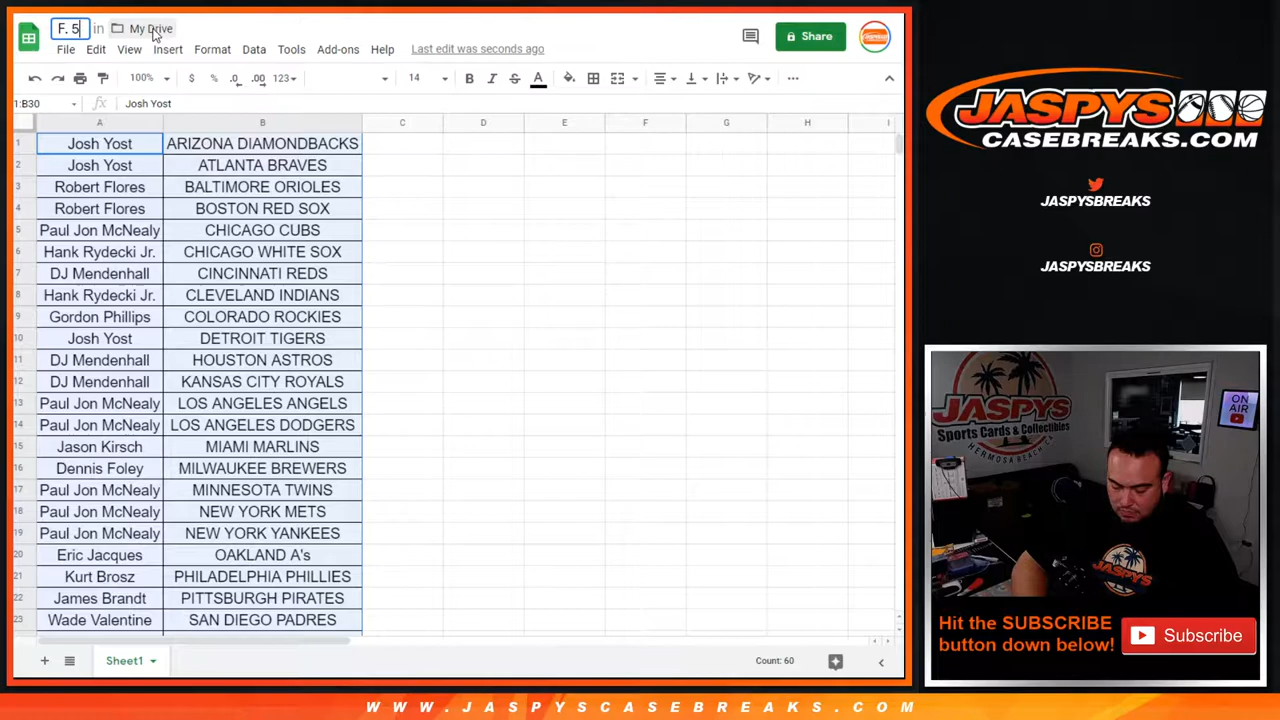 F. 5 in My Drive
File Edit View Insert Format Data Tools Add-ons Help Last edit was seconds ago
Share
100% $ % .0 .00 123 14 B I S A
1:B30 fx Josh Yost
A B C D E F G H I
1 Josh Yost ARIZONA DIAMONDBACKS
2 Josh Yost ATLANTA BRAVES
3 Robert Flores BALTIMORE ORIOLES
4 Robert Flores BOSTON RED SOX
5 Paul Jon McNealy CHICAGO CUBS
6 Hank Rydecki Jr. CHICAGO WHITE SOX
7 DJ Mendenhall CINCINNATI REDS
8 Hank Rydecki Jr. CLEVELAND INDIANS
9 Gordon Phillips COLORADO ROCKIES
10 Josh Yost DETROIT TIGERS
11 DJ Mendenhall HOUSTON ASTROS
12 DJ Mendenhall KANSAS CITY ROYALS
13 Paul Jon McNealy LOS ANGELES ANGELS
14 Paul Jon McNealy LOS ANGELES DODGERS
15 Jason Kirsch MIAMI MARLINS
16 Dennis Foley MILWAUKEE BREWERS
17 Paul Jon McNealy MINNESOTA TWINS
18 Paul Jon McNealy NEW YORK METS
19 Paul Jon McNealy NEW YORK YANKEES
20 Eric Jacques OAKLAND A's
21 Kurt Brosz PHILADELPHIA PHILLIES
22 James Brandt PITTSBURGH PIRATES
23 Wade Valentine SAN DIEGO PADRES
Sheet1 Count: 60
JASPYS
CASEBREAKS.COM
JASPYSBREAKS
JASPYSBREAKS
JASPYS
Sports Cards & Collectibles
HERMOSA BEACH, CA
ON
AIR
JASPYS
Hit the SUBSCRIBE
button down below!
Subscribe
WWW.JASPYSCASEBREAKS.COM